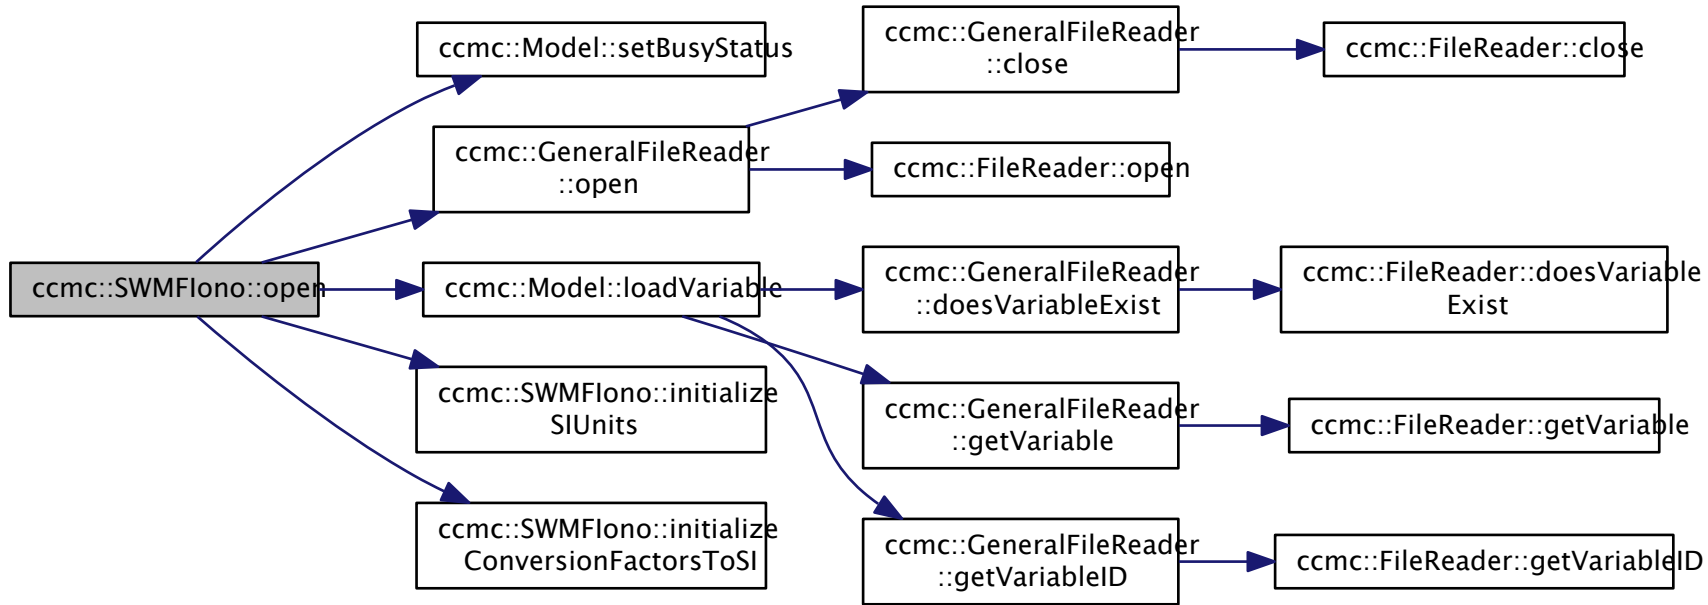 ccmc::SWMFIono::open
ccmc::Model::setBusyStatus
ccmc::GeneralFileReader
::open
ccmc::Model::loadVariable
ccmc::SWMFIono::initialize
SIUnits
ccmc::SWMFIono::initialize
ConversionFactorsToSI
ccmc::GeneralFileReader
::close
ccmc::FileReader::open
ccmc::GeneralFileReader
::doesVariableExist
ccmc::GeneralFileReader
::getVariable
ccmc::GeneralFileReader
::getVariableID
ccmc::FileReader::close
ccmc::FileReader::doesVariable
Exist
ccmc::FileReader::getVariable
ccmc::FileReader::getVariableID